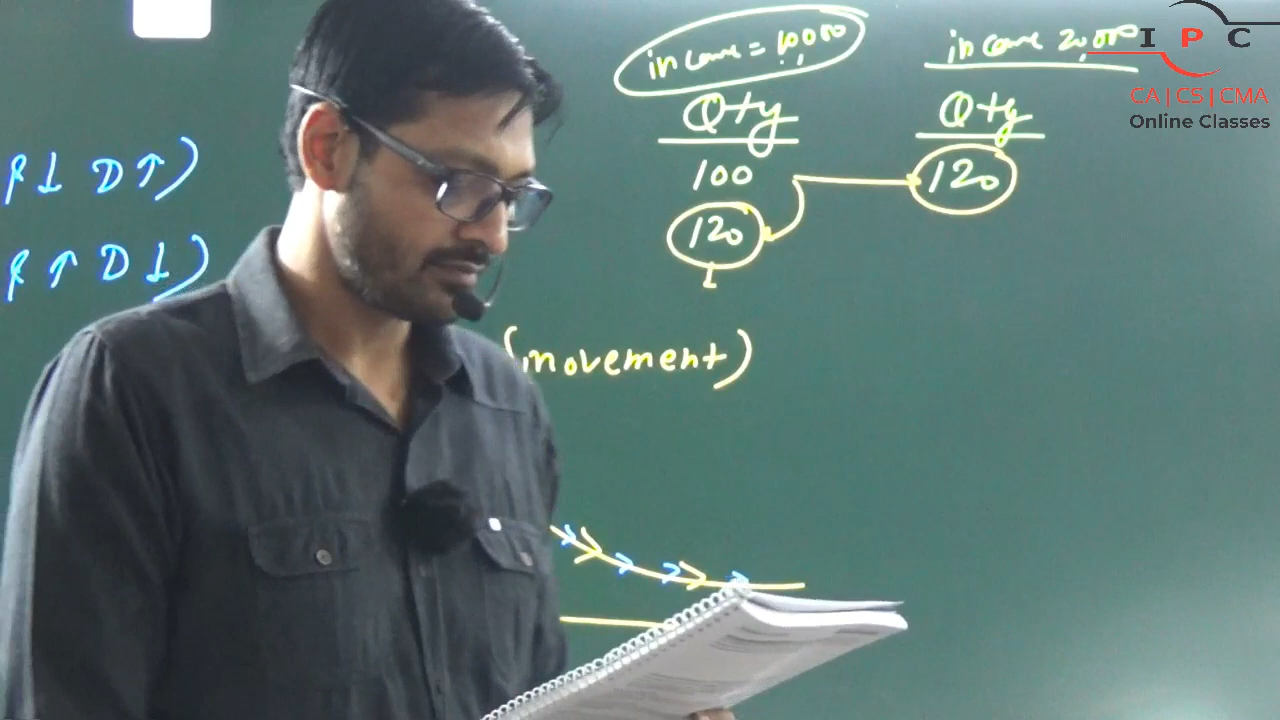 income = 10,000
income 20,000
Qty
Qty
100
120
120
P ↓ D ↑)
P ↑ D ↓)
(movement)
IPC
CA|CS|CMA
Online Classes